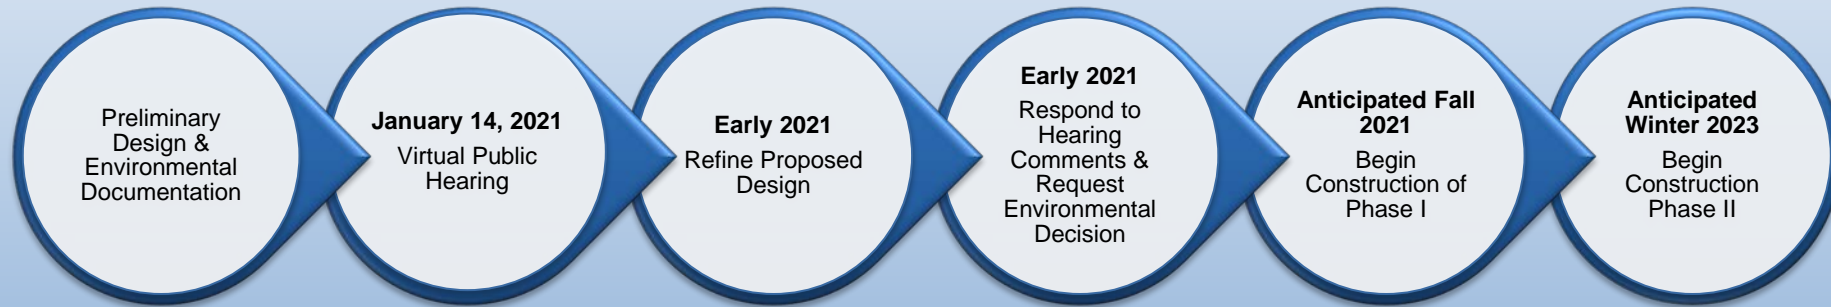 Preliminary
Design &
Environmental
Documentation
January 14, 2021
Virtual Public
Hearing
Early 2021
Refine Proposed
Design
Early 2021
Respond to
Hearing
Comments &
Request
Environmental
Decision
Anticipated Fall
2021
Begin
Construction of
Phase I
Anticipated
Winter 2023
Begin
Construction
Phase II